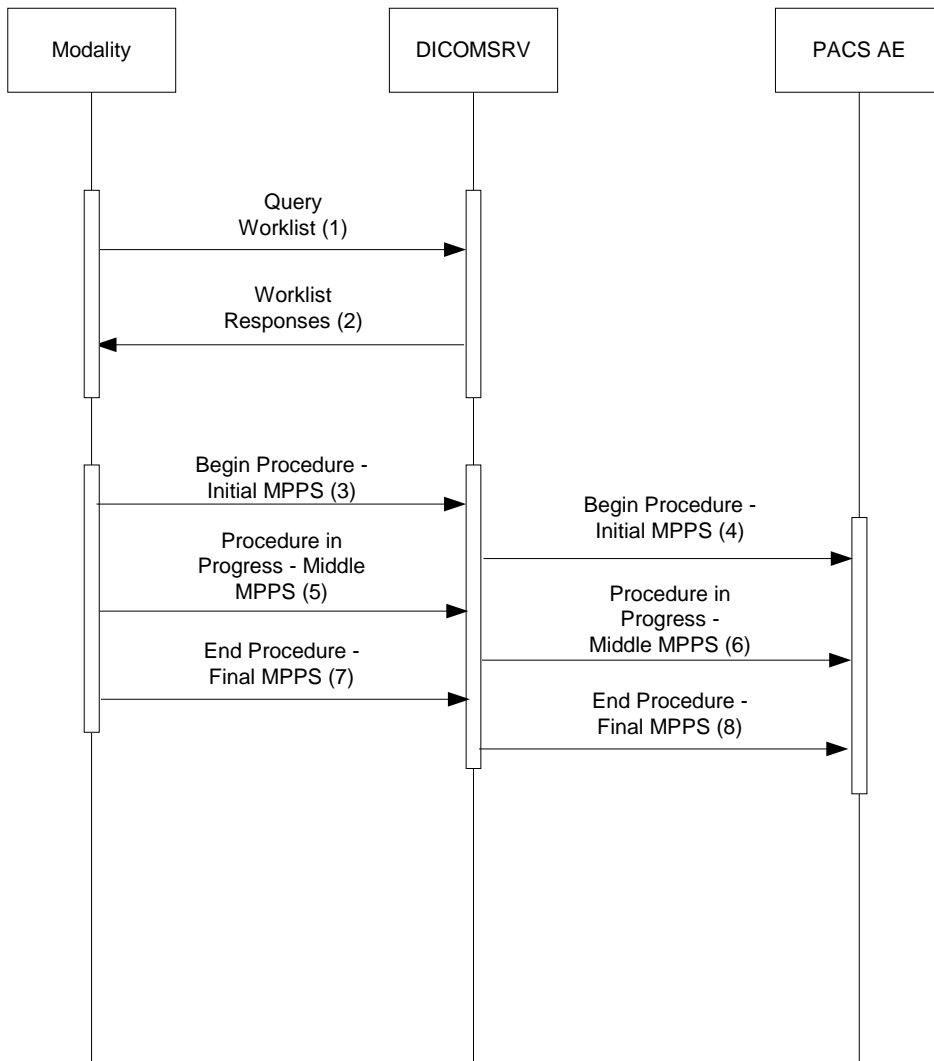 Modality
DICOMSRV
PACS AE
Query
Worklist (1)
Worklist
Responses (2)
Begin Procedure -
Initial MPPS (3)
Begin Procedure -
Initial MPPS (4)
Procedure in
Progress - Middle
MPPS (5)
Procedure in
Progress -
Middle MPPS (6)
End Procedure -
Final MPPS (7)
End Procedure -
Final MPPS (8)